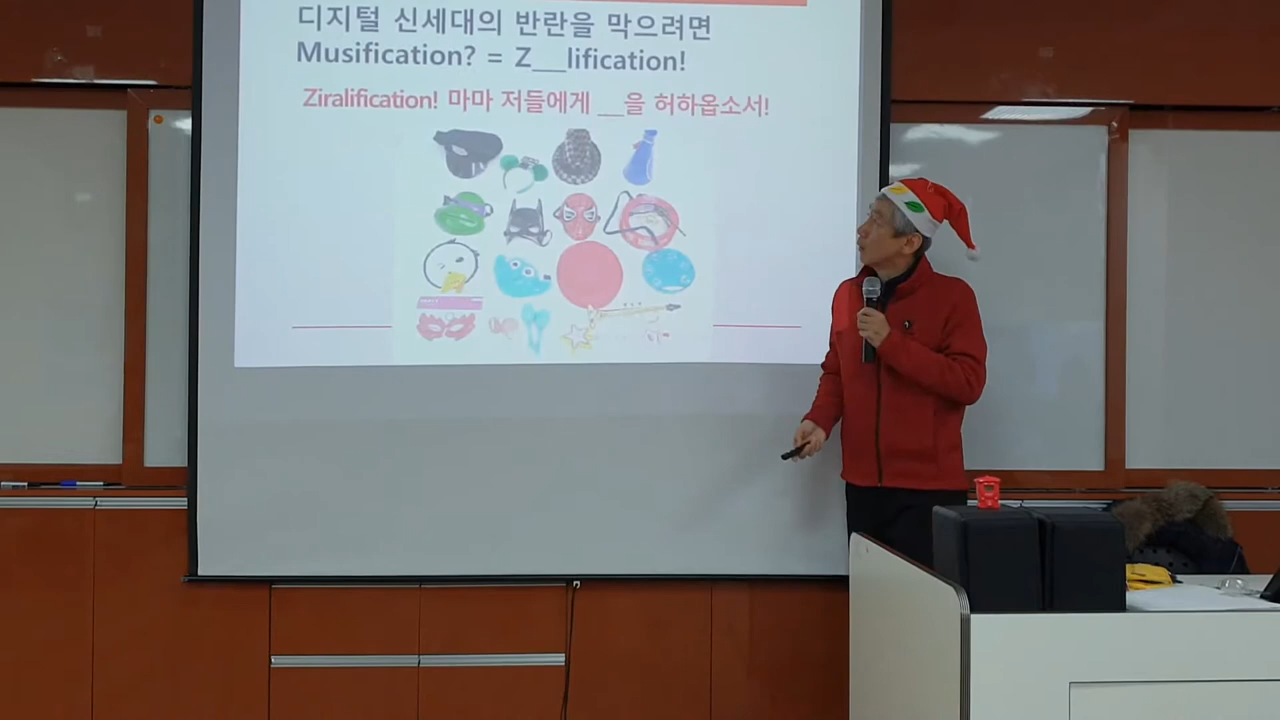 디지털 신세대의 반란을 막으려면
Musification? = Z__lification!
Ziralification! 마마 저들에게 __을 허하옵소서!